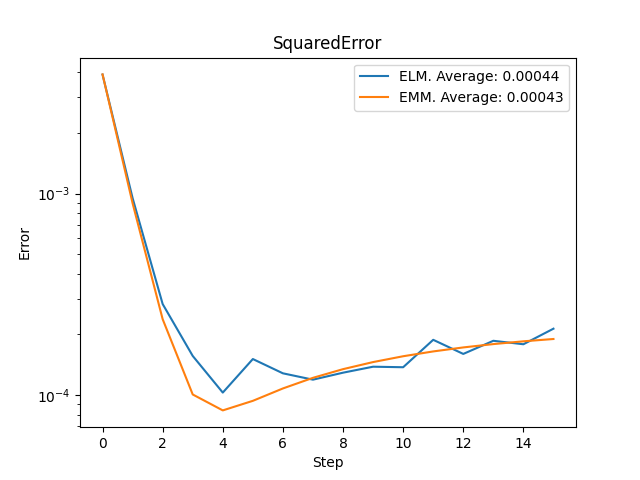 SquaredError
ELM. Average: 0.00044
EMM. Average: 0.00043
10⁻³
10⁻⁴
Error
0 2 4 6 8 10 12 14
Step